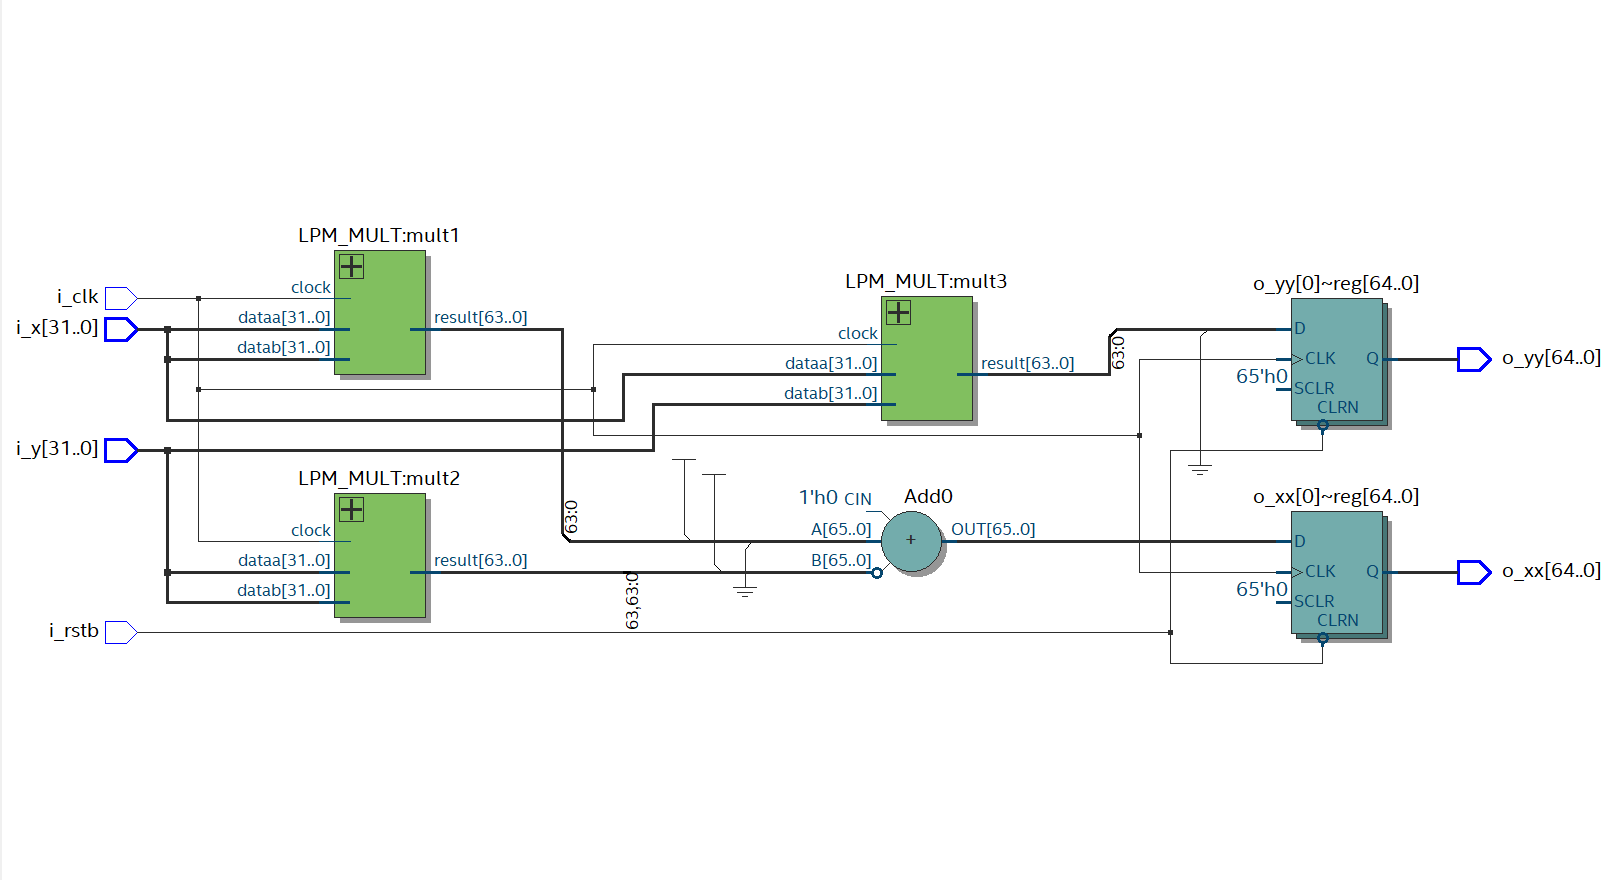 LPM_MULT:mult1
clock
dataa[31..0]
datab[31..0]
result[63..0]
i_clk
i_x[31..0]
i_y[31..0]
LPM_MULT:mult2
clock
dataa[31..0]
datab[31..0]
result[63..0]
i_rstb
63:0
63,63:0
LPM_MULT:mult3
clock
dataa[31..0]
datab[31..0]
result[63..0]
63:0
1'h0 CIN
Add0
A[65..0]
B[65..0]
+
OUT[65..0]
o_yy[0]~reg[64..0]
D
CLK
Q
65'h0
SCLR
CLRN
o_yy[64..0]
o_xx[0]~reg[64..0]
D
CLK
Q
65'h0
SCLR
CLRN
o_xx[64..0]